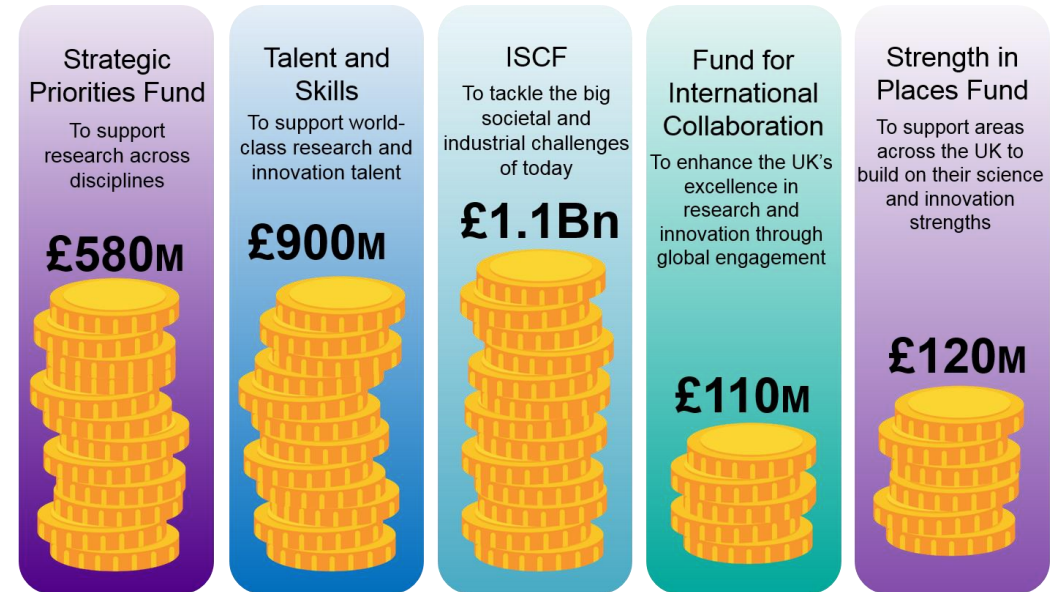 Strategic
Priorities Fund
To support
research across
disciplines
£580M
Talent and
Skills
To support world-
class research and
innovation talent
£900M
ISCF
To tackle the big
societal and
industrial challenges
of today
£1.1Bn
Fund for
International
Collaboration
To enhance the UK's
excellence in
research and
innovation through
global engagement
£110M
Strength in
Places Fund
To support areas
across the UK to
build on their science
and innovation
strengths
£120M